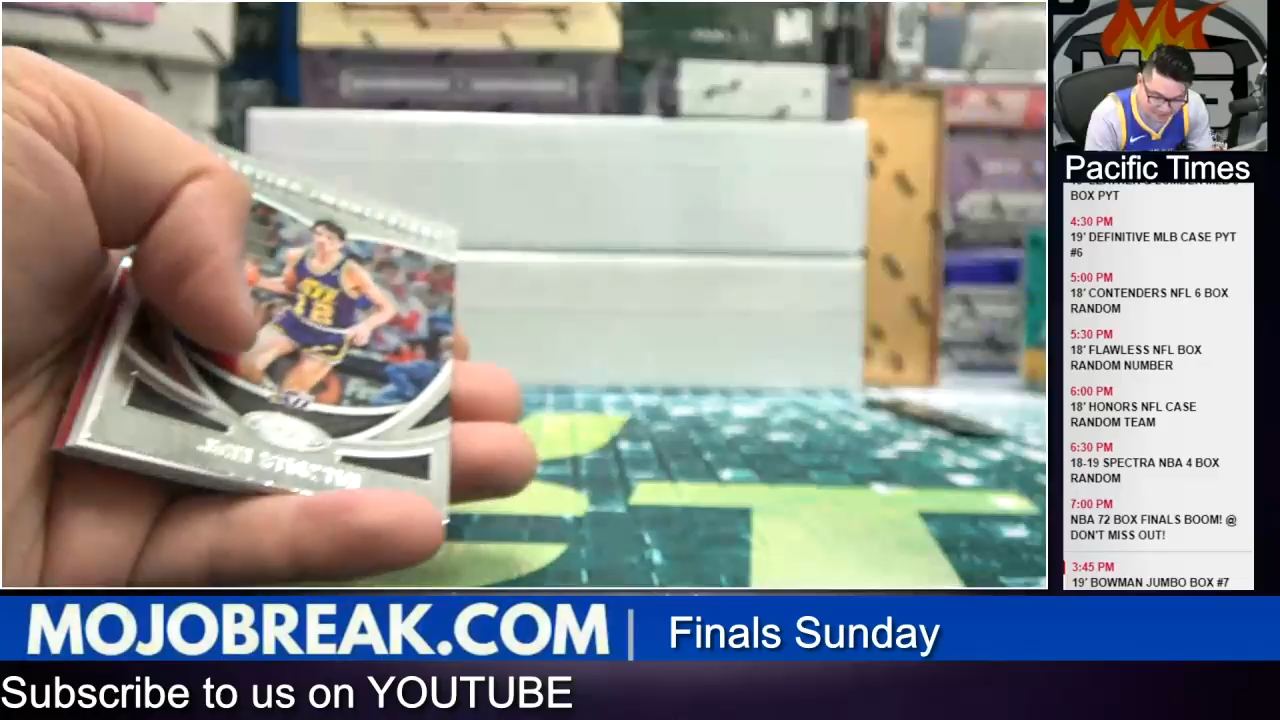 Pacific Times
BOX PYT
4:30 PM
19' DEFINITIVE MLB CASE PYT
#6
5:00 PM
18' CONTENDERS NFL 6 BOX
RANDOM
5:30 PM
18' FLAWLESS NFL BOX
RANDOM NUMBER
6:00 PM
18' HONORS NFL CASE
RANDOM TEAM
6:30 PM
18-19 SPECTRA NBA 4 BOX
RANDOM
7:00 PM
NBA 72 BOX FINALS BOOM! @
DON'T MISS OUT!
3:45 PM
19' BOWMAN JUMBO BOX #7
12
MOJOBREAK.COM | Finals Sunday
Subscribe to us on YOUTUBE